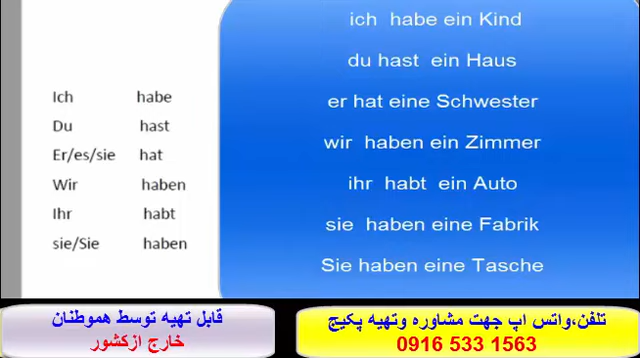 Ich habe
Du hast
Er/es/sie hat
Wir haben
Ihr habt
sie/Sie haben
ich habe ein Kind
du hast ein Haus
er hat eine Schwester
wir haben ein Zimmer
ihr habt ein Auto
sie haben eine Fabrik
Sie haben eine Tasche
قابل تهیه توسط هموطنان
خارج ازکشور
تلفن،واتس اپ جهت مشاوره وتهیه پکیج
0916 533 1563